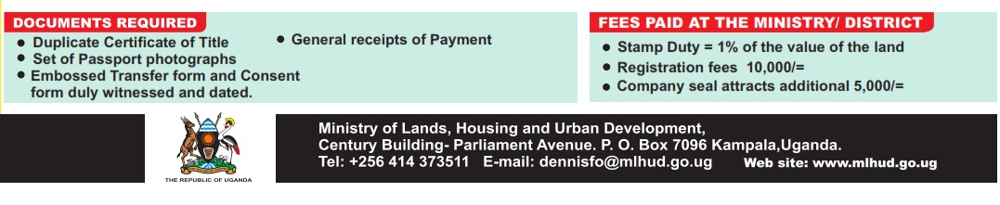 DOCUMENTS REQUIRED
• Duplicate Certificate of Title
• Set of Passport photographs
• Embossed Transfer form and Consent
form duly witnessed and dated.
• General receipts of Payment
FEES PAID AT THE MINISTRY/ DISTRICT
• Stamp Duty = 1% of the value of the land
• Registration fees 10,000/=
• Company seal attracts additional 5,000/=
THE REPUBLIC OF UGANDA
Ministry of Lands, Housing and Urban Development,
Century Building- Parliament Avenue. P. O. Box 7096 Kampala,Uganda.
Tel: +256 414 373511 E-mail: dennisfo@mlhud.go.ug Web site: www.mlhud.go.ug